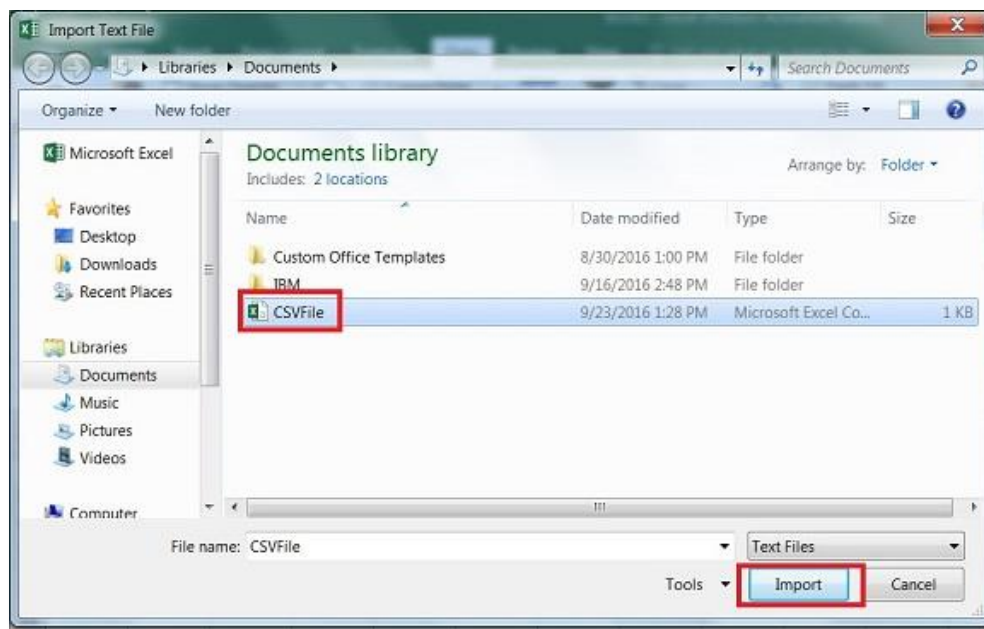 Import Text File
Libraries Documents
Search Documents
Organize New folder
Microsoft Excel
Favorites
Desktop
Downloads
Recent Places
Libraries
Documents
Music
Pictures
Videos
Computer
Documents library
Includes: 2 locations
Arrange by: Folder
Name Date modified Type Size
Custom Office Templates 8/30/2016 1:00 PM File folder
IBM 9/16/2016 2:48 PM File folder
CSVFile 9/23/2016 1:28 PM Microsoft Excel Co... 1 KB
File name: CSVFile Text Files
Tools Import Cancel